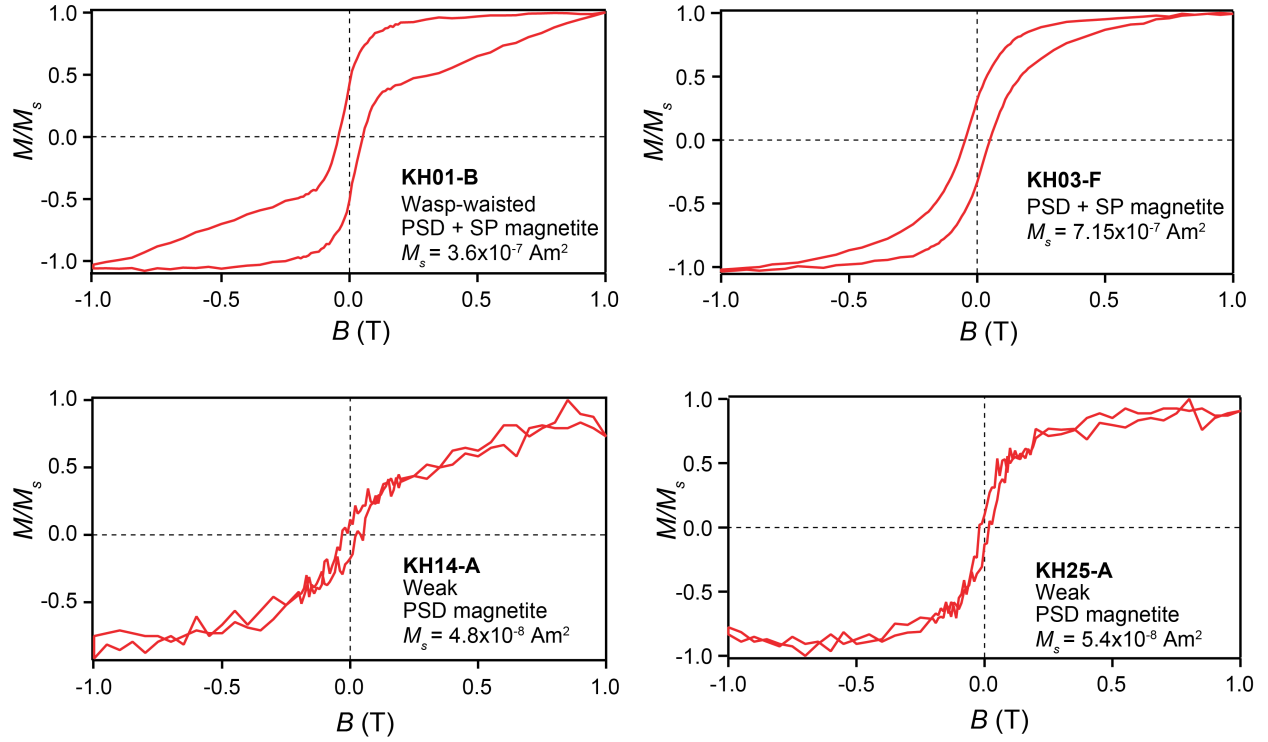 M/Ms
1.0
0.5
0.0
-0.5
-1.0
KH01-B
Wasp-waisted
PSD + SP magnetite
Ms = 3.6x10-7 Am2
-1.0 -0.5 0.0 0.5 1.0
B (T)
M/Ms
1.0
0.5
0.0
-0.5
-1.0
KH03-F
PSD + SP magnetite
Ms = 7.15x10-7 Am2
-1.0 -0.5 0.0 0.5 1.0
B (T)
M/Ms
1.0
0.5
0.0
-0.5
KH14-A
Weak
PSD magnetite
Ms = 4.8x10-8 Am2
-1.0 -0.5 0.0 0.5 1.0
B (T)
M/Ms
1.0
0.5
0.0
-0.5
-1.0
KH25-A
Weak
PSD magnetite
Ms = 5.4x10-8 Am2
-1.0 -0.5 0.0 0.5 1.0
B (T)